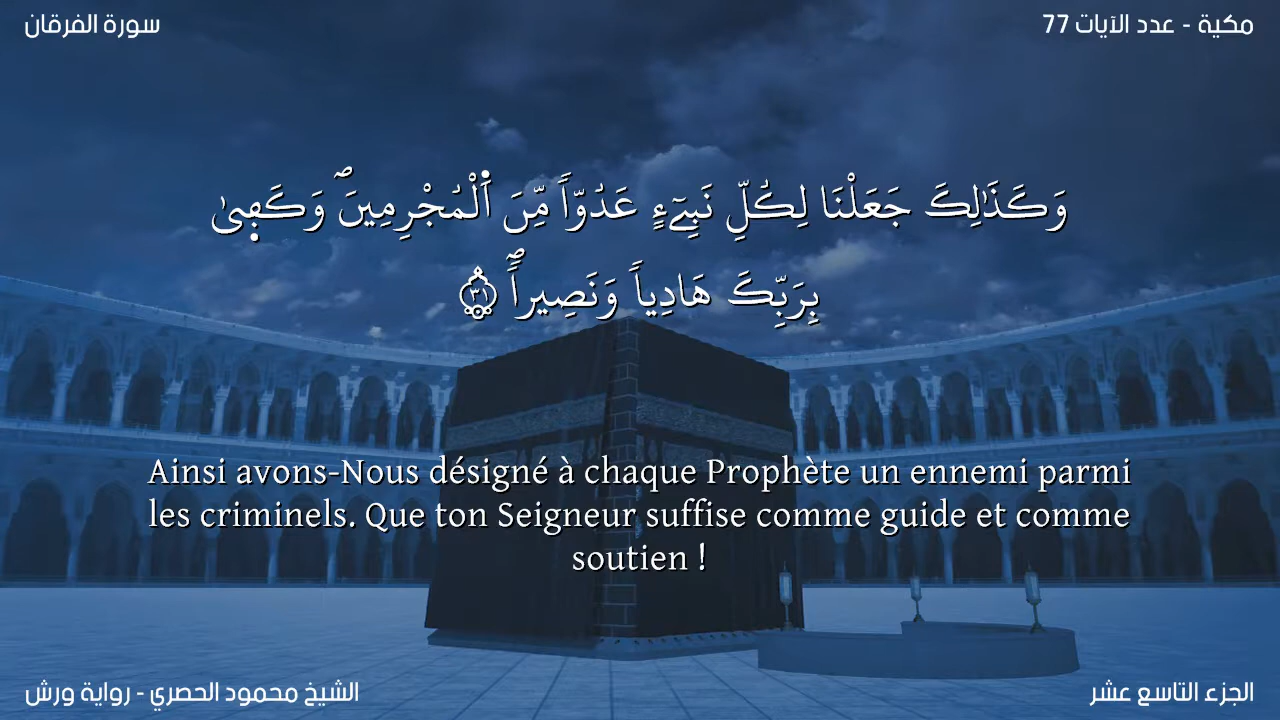 سورة الفرقان
مكية - عدد الآيات 77
وَكَذَٰلِكَ جَعَلْنَا لِكُلِّ نَبِےٓءٍ عَدُوّاٗ مِّنَ اَ۬لْمُجْرِمِينَۖ وَكَف۪ىٰ
بِرَبِّكَ هَادِياٗ وَنَصِيراٗۖ ٣١
Ainsi avons-Nous désigné à chaque Prophète un ennemi parmi
les criminels. Que ton Seigneur suffise comme guide et comme
soutien !
الشيخ محمود الحصري - رواية ورش
الجزء التاسع عشر